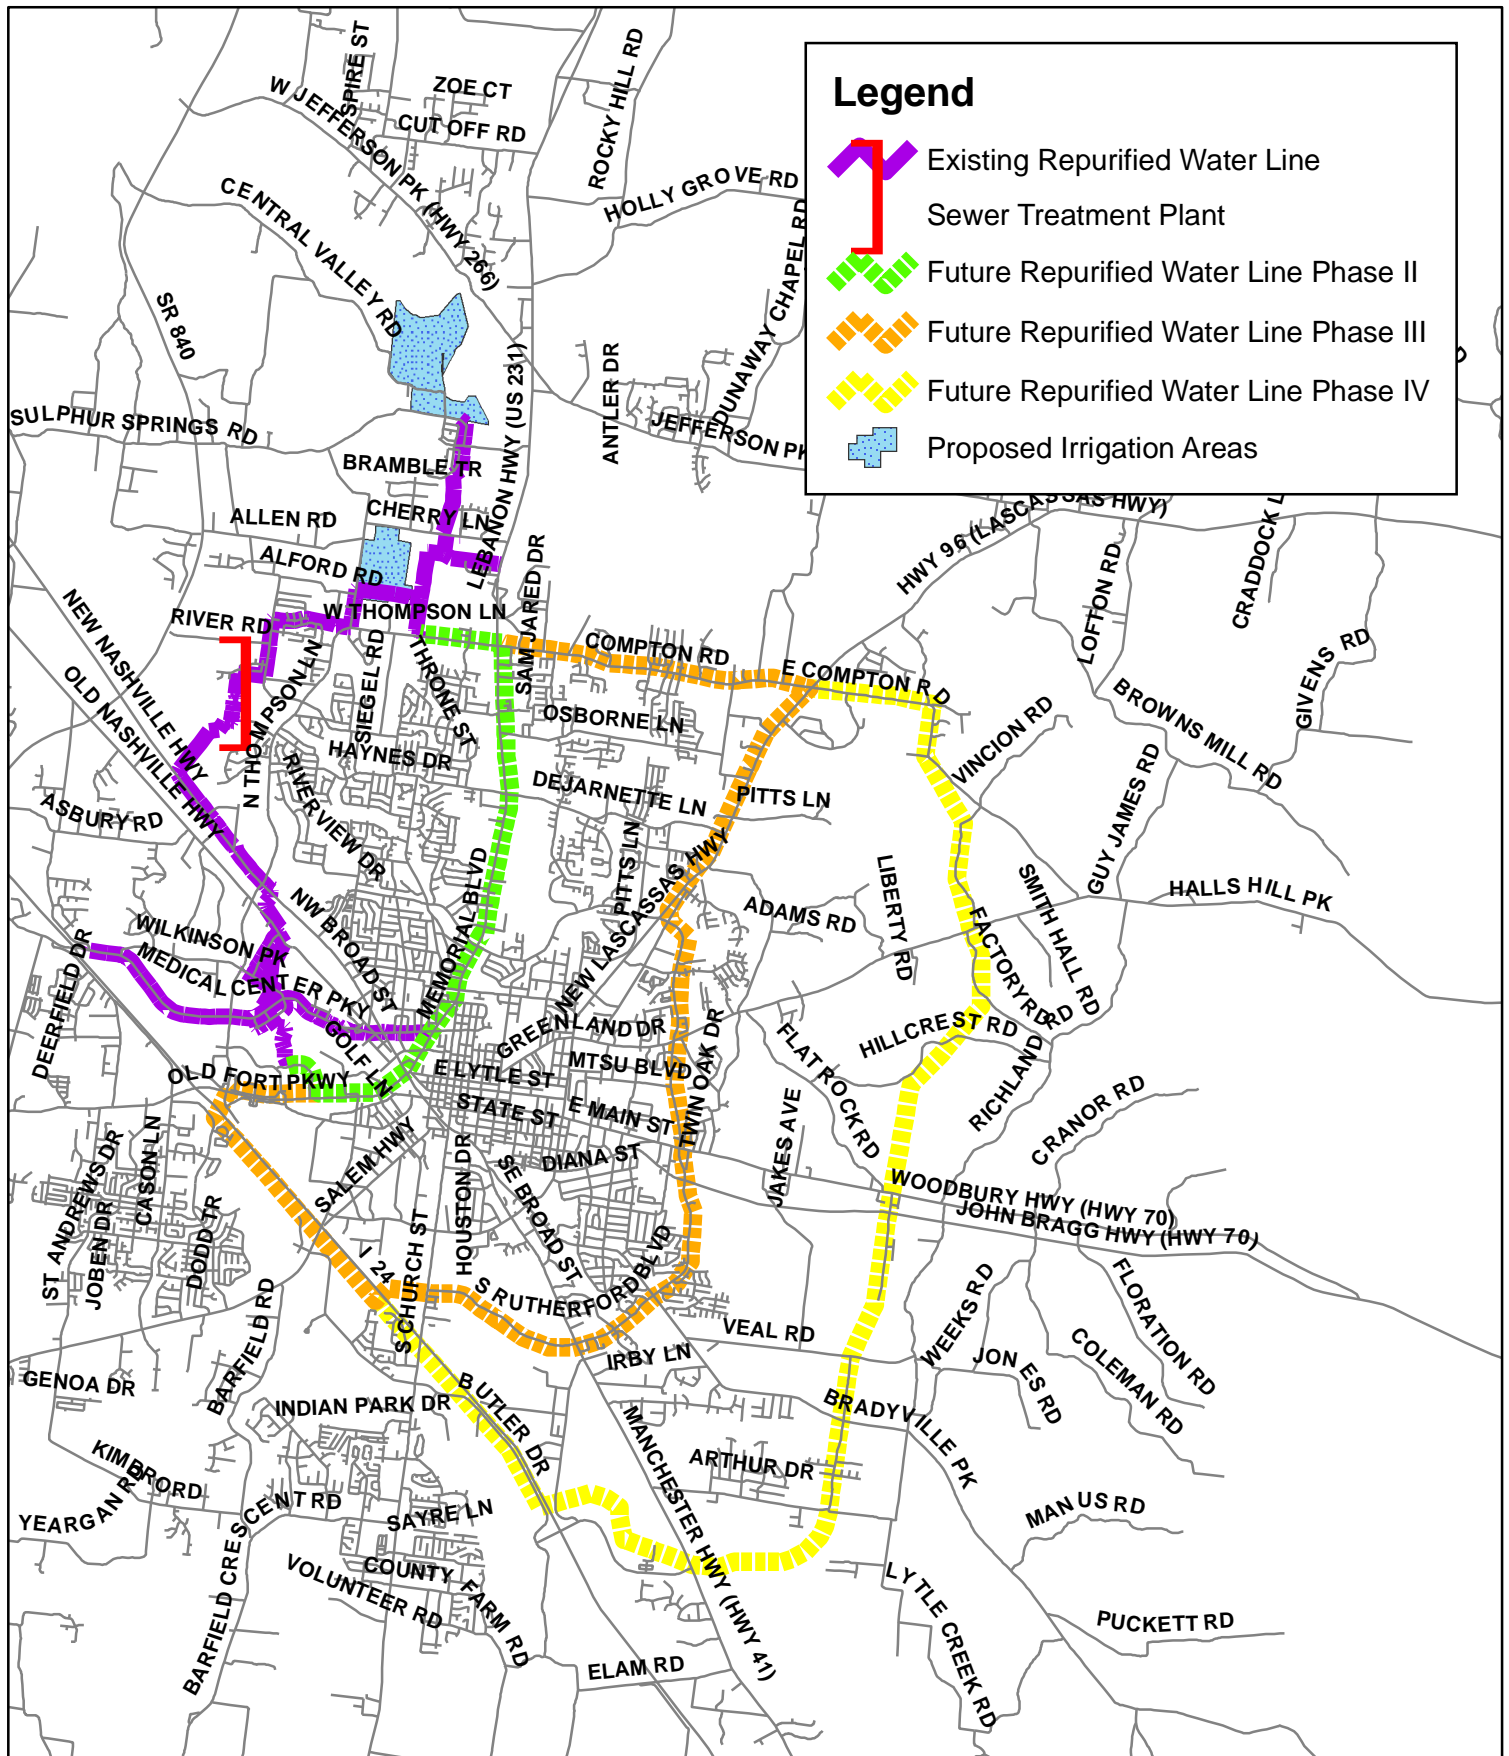 Legend
Existing Repurified Water Line
Sewer Treatment Plant
Future Repurified Water Line Phase II
Future Repurified Water Line Phase III
Future Repurified Water Line Phase IV
Proposed Irrigation Areas
SPIRE ST
ZOE CT
W JEFFERSON PK (HWY 266)
CUT OFF RD
ROCKY HILL RD
HOLLY GROVE RD
CENTRAL VALLEY RD
DUNAWAY CHAPEL RD
SR 840
LEBANON HWY (US 231)
ANTLER DR
JEFFERSON PK
SULPHUR SPRINGS RD
BRAMBLE TR
CHERRY LN
ALLEN RD
ALFORD RD
HWY 96 (LASCASSAS HWY)
CRADDOCK L
LOFTON RD
NEW NASHVILLE HWY
RIVER RD
W THOMPSON LN
SAM JARED DR
COMPTON RD
E COMPTON RD
GIVENS RD
BROWNS MILL RD
OLD NASHVILLE HWY
N THOMPSON LN
SIEGEL RD
THRONE ST
OSBORNE LN
VINCION RD
HAYNES DR
DEJARNETTE LN
PITTS LN
GUY JAMES RD
ASBURY RD
RIVERVIEW DR
PITTS LN
NEW LASCASSAS HWY
LIBERTY RD
SMITH HALL RD
HALLS HILL PK
MEMORIAL BLVD
NW BROAD ST
WILKINSON PK
MEDICAL CENTER PKY
DEERFIELD DR
ADAMS RD
FACTORY RD
GREENLAND DR
HILLCREST RD
RICHLAND RD
GOLF LN
OLD FORT PKWY
E LYTLE ST
MTSU BLVD
TWIN OAK DR
FLAT ROCK RD
STATE ST
E MAIN ST
CRANOR RD
JAKES AVE
DIANA ST
SALEM HWY
HOUSTON DR
SE BROAD ST
WOODBURY HWY (HWY 70)
JOHN BRAGG HWY (HWY 70)
ST ANDREWS DR
CASON LN
JOBEN DR
DODD TR
I 24
S CHURCH ST
S RUTHERFORD BLVD
FLORATION RD
WEEKS RD
VEAL RD
COLEMAN RD
JONES RD
IRBY LN
BARFIELD RD
GENOA DR
INDIAN PARK DR
BUTLER DR
BRADYVILLE PK
MANCHESTER HWY (HWY 41)
ARTHUR DR
KIMBRO RD
YEARGAN RD
BARFIELD CRESCENT RD
SAYRE LN
MANUS RD
COUNTY FARM RD
VOLUNTEER RD
LYTLE CREEK RD
PUCKETT RD
ELAM RD